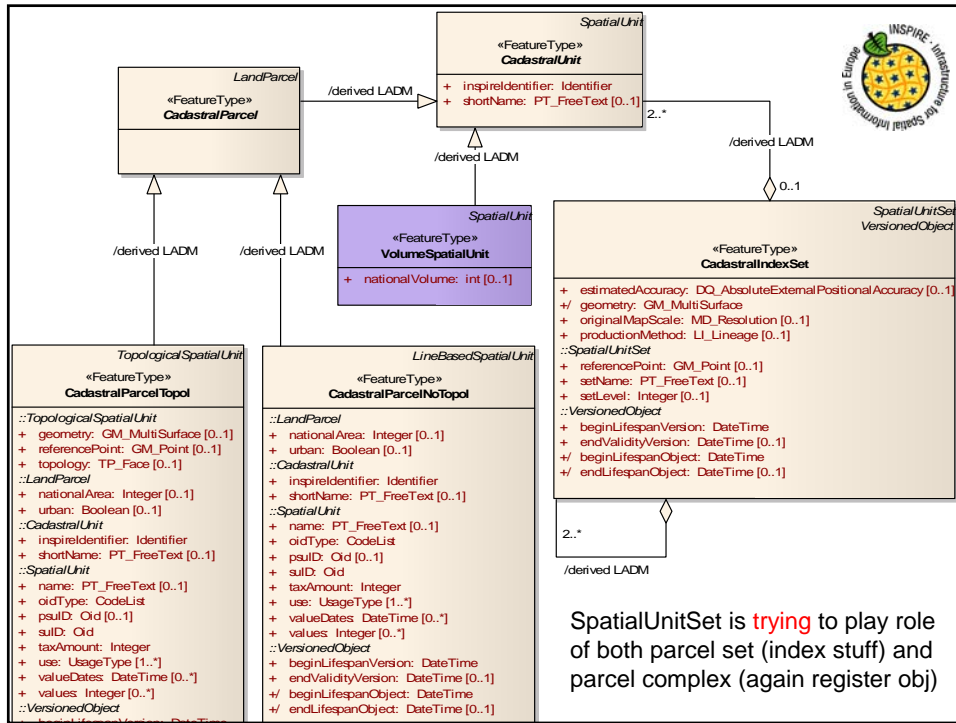 SpatialUnit
«FeatureType»
CadastralUnit
+ inspireIdentifier: Identifier
+ shortName: PT_FreeText [0..1]
INSPIRE - Infrastructure for Spatial Information in Europe
LandParcel
«FeatureType»
CadastralParcel
/derived LADM
2..*
/derived LADM
0..1
/derived LADM
/derived LADM
/derived LADM
SpatialUnit
«FeatureType»
VolumeSpatialUnit
+ nationalVolume: int [0..1]
SpatialUnitSet
VersionedObject
«FeatureType»
CadastralIndexSet
+ estimatedAccuracy: DQ_AbsoluteExternalPositionalAccuracy [0..1]
+/ geometry: GM_MultiSurface
+ originalMapScale: MD_Resolution [0..1]
+ productionMethod: LI_Lineage [0..1]
::SpatialUnitSet
+ referencePoint: GM_Point [0..1]
+ setName: PT_FreeText [0..1]
+ setLevel: Integer [0..1]
::VersionedObject
+ beginLifespanVersion: DateTime
+ endValidityVersion: DateTime [0..1]
+/ beginLifespanObject: DateTime
+/ endLifespanObject: DateTime [0..1]
2..*
/derived LADM
TopologicalSpatialUnit
«FeatureType»
CadastralParcelTopol
::TopologicalSpatialUnit
+ geometry: GM_MultiSurface [0..1]
+ referencePoint: GM_Point [0..1]
+ topology: TP_Face [0..1]
::LandParcel
+ nationalArea: Integer [0..1]
+ urban: Boolean [0..1]
::CadastralUnit
+ inspireIdentifier: Identifier
+ shortName: PT_FreeText [0..1]
::SpatialUnit
+ name: PT_FreeText [0..1]
+ oidType: CodeList
+ psuID: Oid [0..1]
+ suID: Oid
+ taxAmount: Integer
+ use: UsageType [1..*]
+ valueDates: DateTime [0..*]
+ values: Integer [0..*]
::VersionedObject
+ beginLifespanVersion: DateTime
LineBasedSpatialUnit
«FeatureType»
CadastralParcelNoTopol
::LandParcel
+ nationalArea: Integer [0..1]
+ urban: Boolean [0..1]
::CadastralUnit
+ inspireIdentifier: Identifier
+ shortName: PT_FreeText [0..1]
::SpatialUnit
+ name: PT_FreeText [0..1]
+ oidType: CodeList
+ psuID: Oid [0..1]
+ suID: Oid
+ taxAmount: Integer
+ use: UsageType [1..*]
+ valueDates: DateTime [0..*]
+ values: Integer [0..*]
::VersionedObject
+ beginLifespanVersion: DateTime
+ endValidityVersion: DateTime [0..1]
+/ beginLifespanObject: DateTime
+/ endLifespanObject: DateTime [0..1]
SpatialUnitSet is trying to play role
of both parcel set (index stuff) and
parcel complex (again register obj)